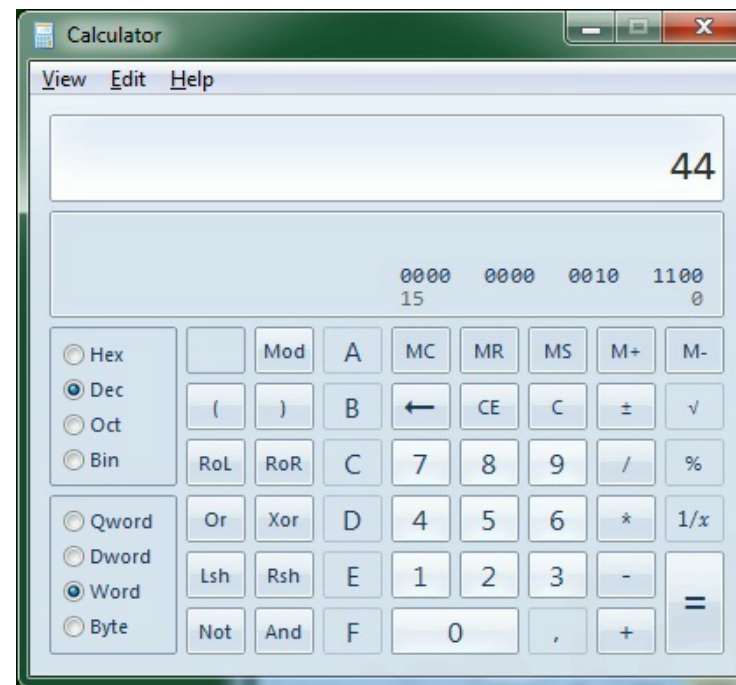 Calculator
View Edit Help
44
0000 0000 0010 1100
15 0
Hex Mod A MC MR MS M+ M-
Dec
Oct ( ) B ← CE C ± √
Bin RoL RoR C 7 8 9 / %
Qword Or Xor D 4 5 6 * 1/x
Dword
Word Lsh Rsh E 1 2 3 - =
Byte Not And F 0 , +